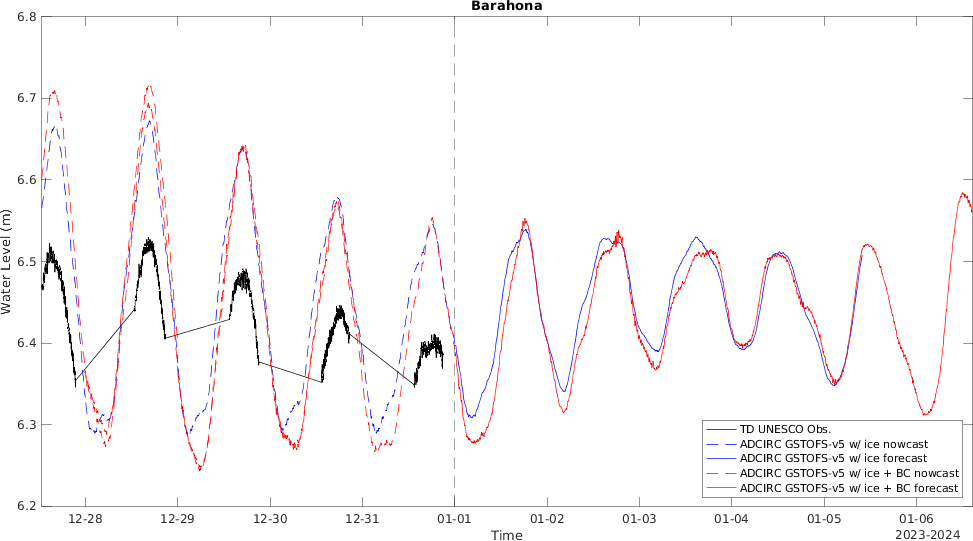 Barahona
6.8
6.7
6.6
6.5
6.4
6.3
6.2
Water Level (m)
TD UNESCO Obs.
ADCIRC GSTOFS-v5 w/ ice nowcast
ADCIRC GSTOFS-v5 w/ ice forecast
ADCIRC GSTOFS-v5 w/ ice + BC nowcast
ADCIRC GSTOFS-v5 w/ ice + BC forecast
12-28 12-29 12-30 12-31 01-01 01-02 01-03 01-04 01-05 01-06
Time
2023-2024